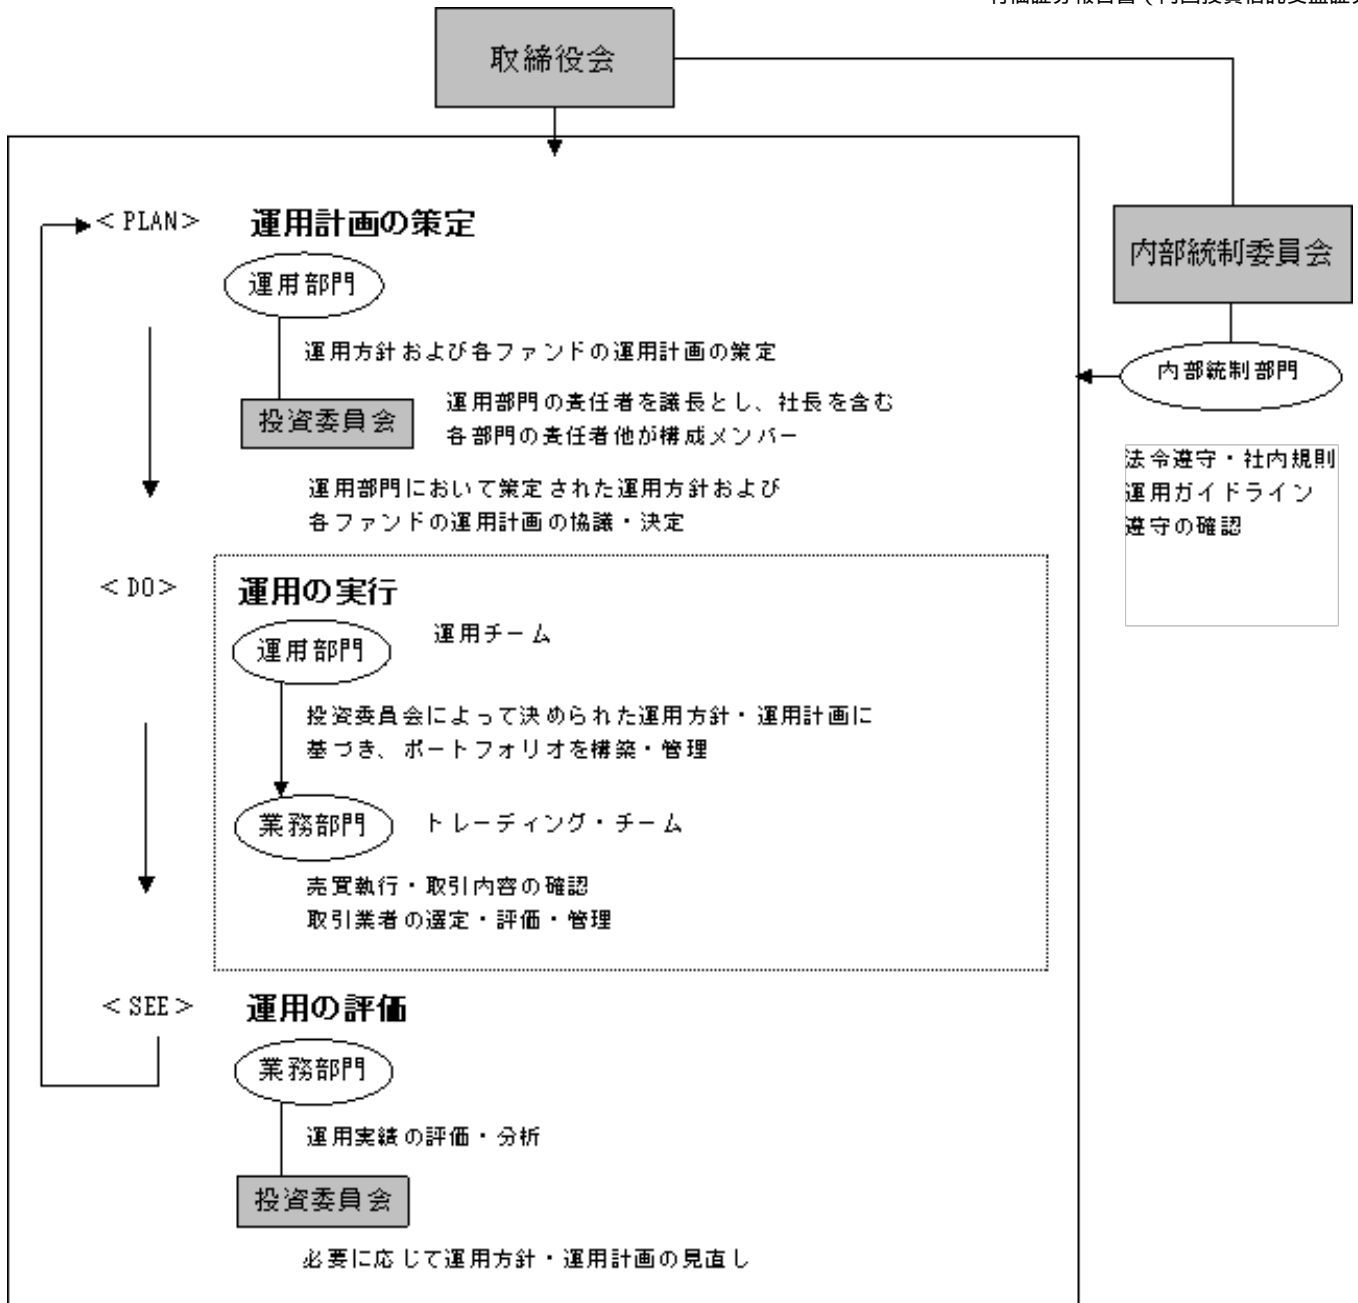 取締役会
<PLAN> 運用計画の策定
運用部門
運用方針および各ファンドの運用計画の策定
投資委員会
運用部門の責任者を議長とし、社長を含む
各部門の責任者他が構成メンバー
運用部門において策定された運用方針および
各ファンドの運用計画の協議・決定
<DO> 運用の実行
運用部門
運用チーム
投資委員会によって決められた運用方針・運用計画に
基づき、ポートフォリオを構築・管理
業務部門
トレーディング・チーム
売買執行・取引内容の確認
取引業者の選定・評価・管理
<SEE> 運用の評価
業務部門
運用実績の評価・分析
投資委員会
必要に応じて運用方針・運用計画の見直し
内部統制委員会
内部統制部門
法令遵守・社内規則
運用ガイドライン
遵守の確認